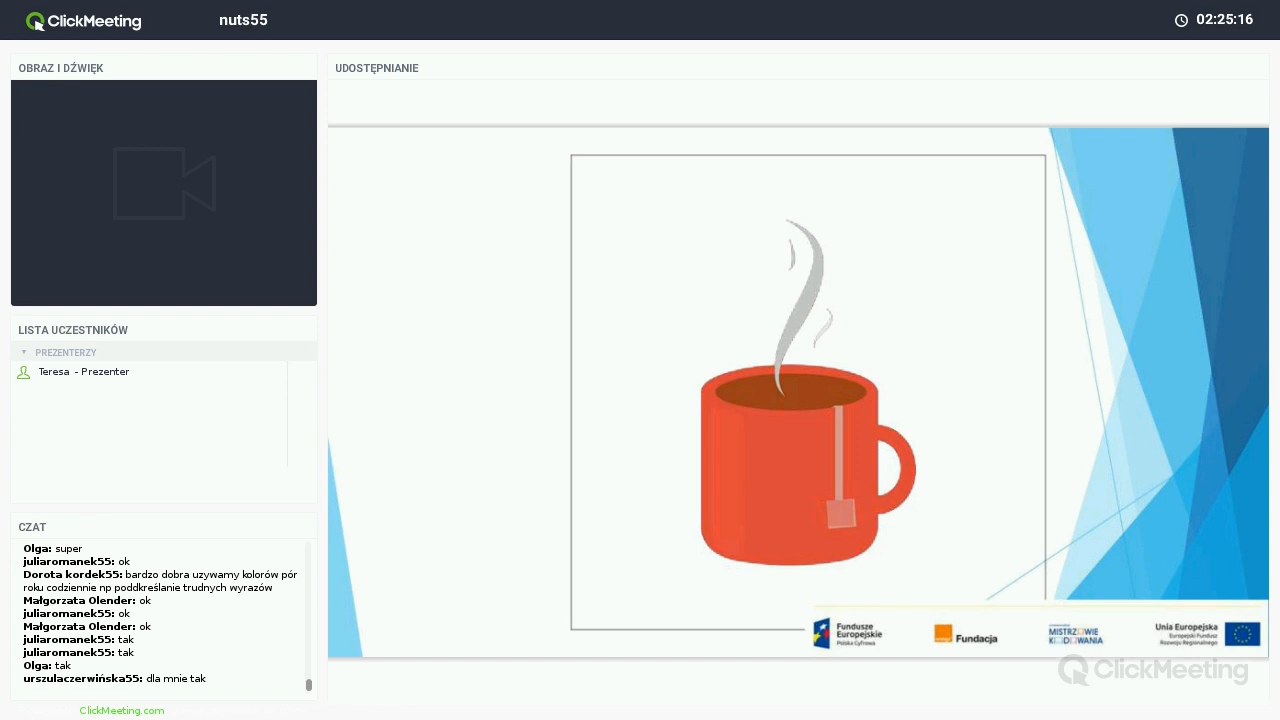 ClickMeeting
nuts55
02:25:16
OBRAZ I DŹWIĘK
UDOSTĘPNIANIE
LISTA UCZESTNIKÓW
PREZENTERZY
Teresa - Prezenter
CZAT
Olga: super
juliaromanek55: ok
Dorota kordek55: bardzo dobra uzywamy kolorów pór
roku codziennie np poddkreślanie trudnych wyrazów
Małgorzata Olender: ok
juliaromanek55: ok
Małgorzata Olender: ok
juliaromanek55: tak
juliaromanek55: tak
Olga: tak
urszulaczerwińska55: dla mnie tak
Fundusze
Europejskie
Polska Cyfrowa
Fundacja
MISTRZOWIE
KODOWANIA
Unia Europejska
Europejski Fundusz
Rozwoju Regionalnego
ClickMeeting
ClickMeeting.com